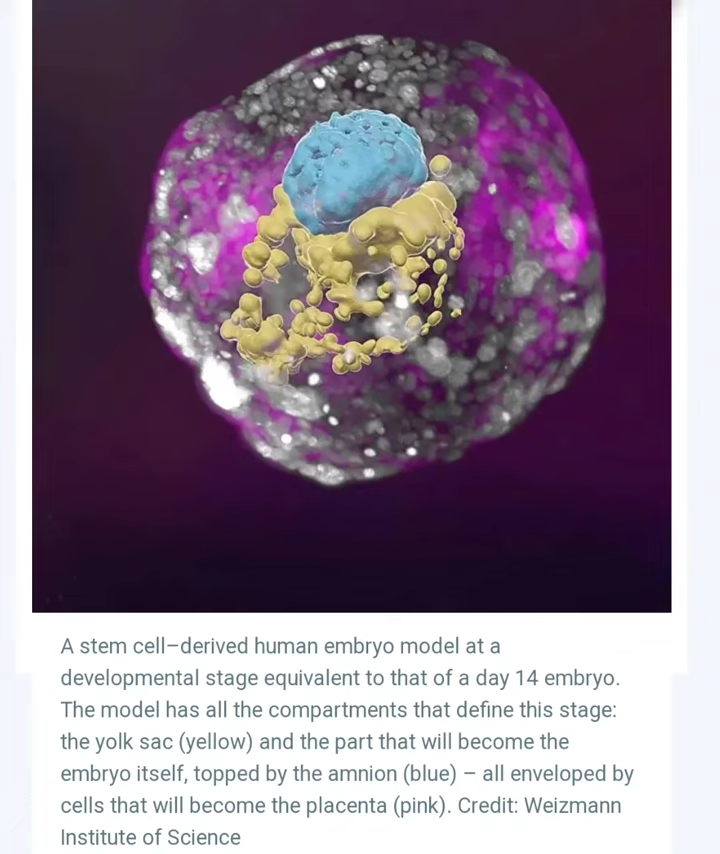 A stem cell–derived human embryo model at a
developmental stage equivalent to that of a day 14 embryo.
The model has all the compartments that define this stage:
the yolk sac (yellow) and the part that will become the
embryo itself, topped by the amnion (blue) – all enveloped by
cells that will become the placenta (pink). Credit: Weizmann
Institute of Science